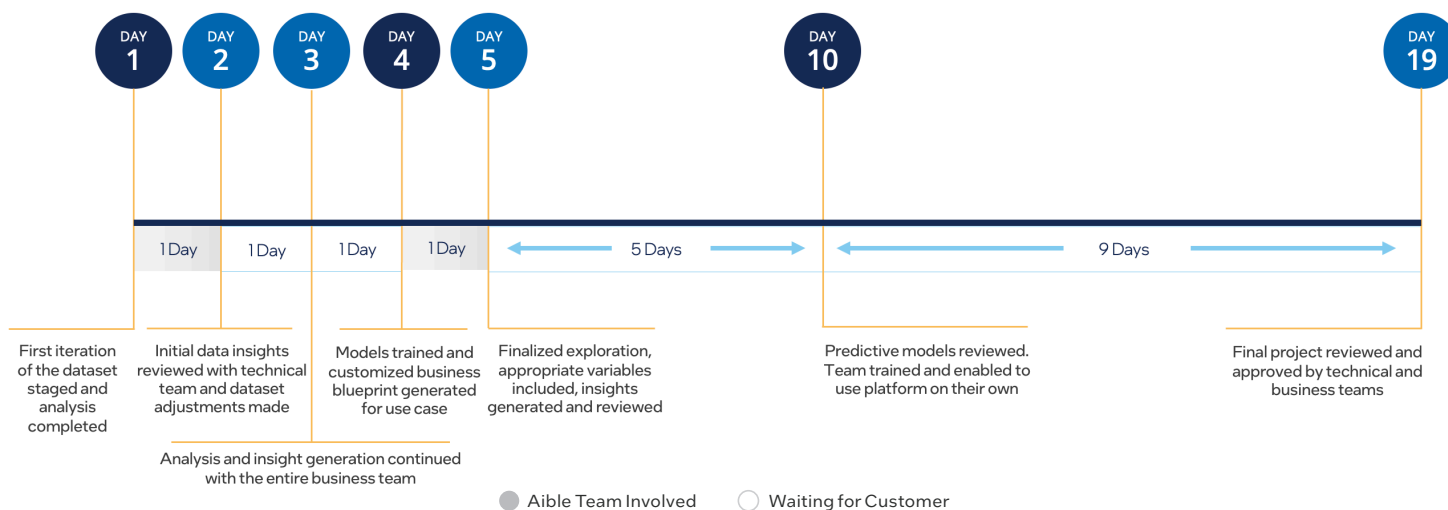 DAY
1
DAY
2
DAY
3
DAY
4
DAY
5
DAY
10
DAY
19
1 Day
1 Day
1 Day
1 Day
5 Days
9 Days
First iteration
of the dataset
staged and
analysis
completed
Initial data insights
reviewed with technical
team and dataset
adjustments made
Analysis and insight generation continued
with the entire business team
Models trained and
customized business
blueprint generated
for use case
Finalized exploration,
appropriate variables
included, insights
generated and reviewed
Predictive models reviewed.
Team trained and enabled to
use platform on their own
Final project reviewed and
approved by technical and
business teams
Aible Team Involved
Waiting for Customer